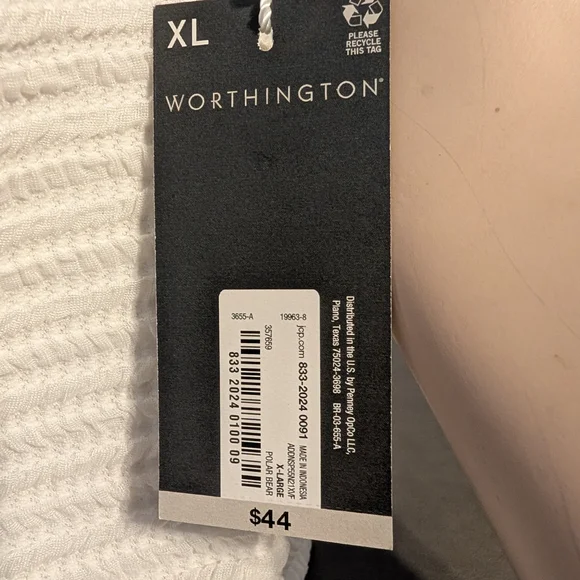 XL
PLEASE
RECYCLE
THIS TAG
WORTHINGTON®
3655-A 19963-8
jcp.com 833-2024 0091
357659
833 2024 0100 09
MADE IN INDONESIA
X-LARGE
POLAR BEAR
Distributed in the U.S. by Penney OpCo LLC,
Plano, Texas 75024-3698 BR-03-655-A
$44